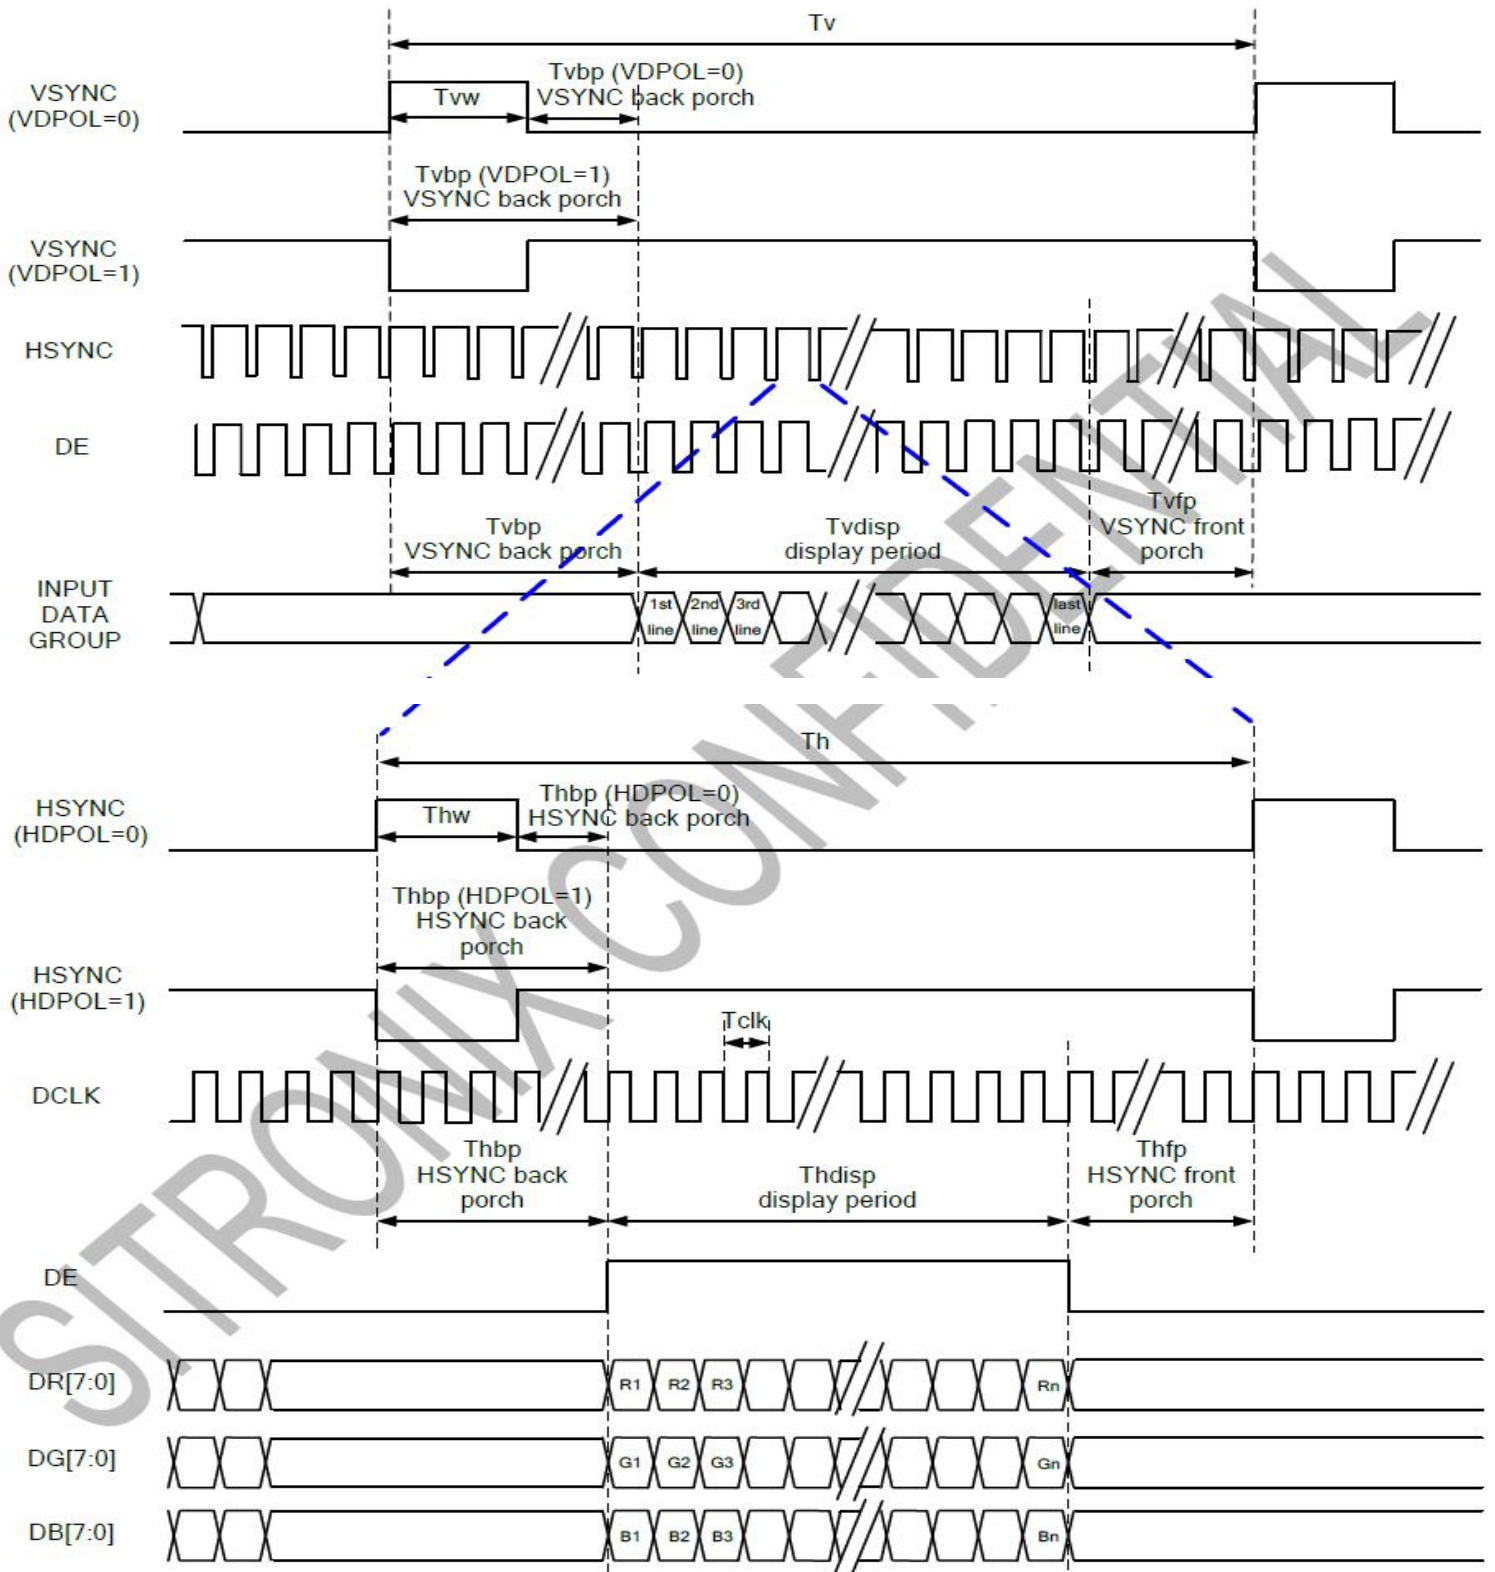 Tv
VSYNC
(VDPOL=0)
Tvw
Tvbp (VDPOL=0)
VSYNC back porch
Tvbp (VDPOL=1)
VSYNC back porch
VSYNC
(VDPOL=1)
HSYNC
DE
Tvbp
VSYNC back porch
Tvdisp
display period
Tvfp
VSYNC front
porch
INPUT
DATA
GROUP
1st
line
2nd
line
3rd
line
last
line
Th
HSYNC
(HDPOL=0)
Thw
Thbp (HDPOL=0)
HSYNC back porch
Thbp (HDPOL=1)
HSYNC back
porch
HSYNC
(HDPOL=1)
Tclk
DCLK
Thbp
HSYNC back
porch
Thdisp
display period
Thfp
HSYNC front
porch
DE
DR[7:0]
R1 R2 R3 Rn
DG[7:0]
G1 G2 G3 Gn
DB[7:0]
B1 B2 B3 Bn
SITRONIX CONFIDENTIAL